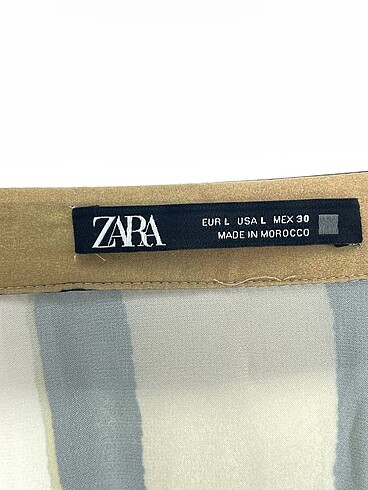 ZARA
EUR L USA L MEX 30
MADE IN MOROCCO